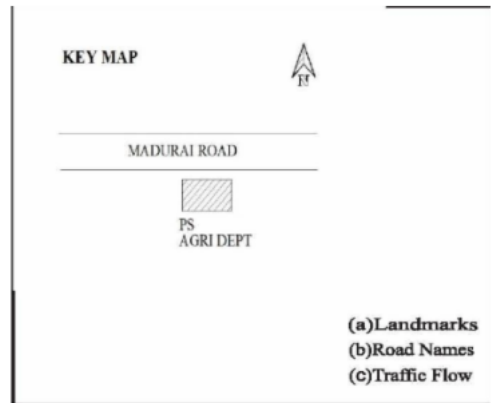 KEY MAP
N
MADURAI ROAD
PS
AGRI DEPT
(a)Landmarks
(b)Road Names
(c)Traffic Flow